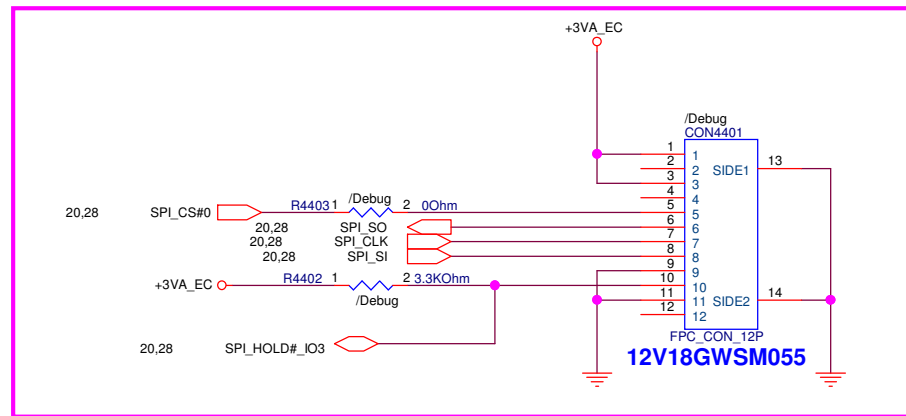 +3VA_EC
/Debug
CON4401
1 1
2 2 SIDE1 13
3 3
4 4
20,28 SPI_CS#0 R4403 1 /Debug 2 0Ohm 5 5
20,28 SPI_SO 6 6
20,28 SPI_CLK 7 7
20,28 SPI_SI 8 8
9 9
+3VA_EC R4402 1 2 3.3KOhm 10 10
/Debug 11 11 SIDE2 14
12 12
20,28 SPI_HOLD#_IO3
FPC_CON_12P
12V18GWSM055